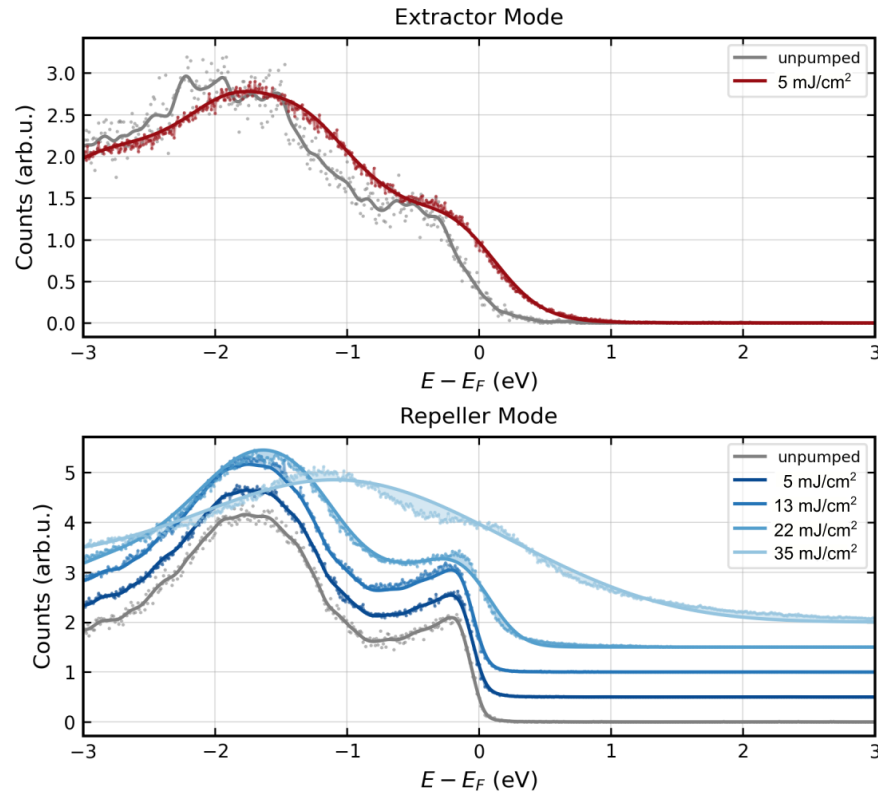 Extractor Mode
Counts (arb.u.)
3.0
2.5
2.0
1.5
1.0
0.5
0.0
unpumped
5 mJ/cm²
−3
−2
−1
0
1
2
3
E − E_F (eV)
Repeller Mode
Counts (arb.u.)
5
4
3
2
1
0
unpumped
5 mJ/cm²
13 mJ/cm²
22 mJ/cm²
35 mJ/cm²
−3
−2
−1
0
1
2
3
E − E_F (eV)